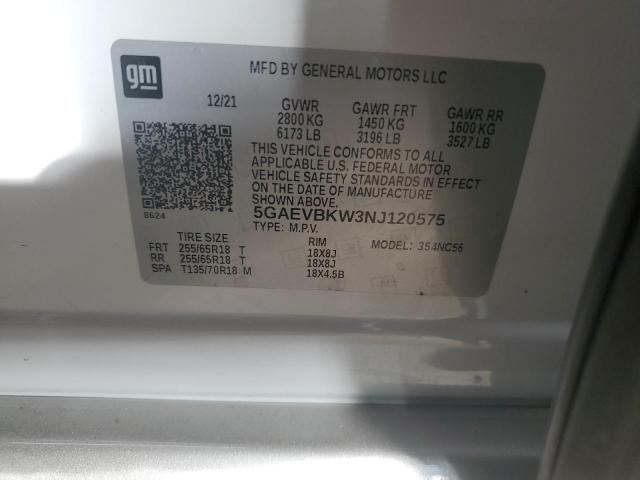 gm
MFD BY GENERAL MOTORS LLC
12/21 GVWR GAWR FRT GAWR RR
2800 KG 1450 KG 1600 KG
6173 LB 3196 LB 3527 LB
THIS VEHICLE CONFORMS TO ALL
APPLICABLE U.S. FEDERAL MOTOR
VEHICLE SAFETY STANDARDS IN EFFECT
ON THE DATE OF MANUFACTURE
SHOWN ABOVE.
8624
5GAEVBKW3NJ120575
TYPE: M.P.V.
TIRE SIZE RIM MODEL: 354NC56
FRT 255/65R18 T 18X8J
RR 255/65R18 T 18X8J
SPA T135/70R18 M 18X4.5B